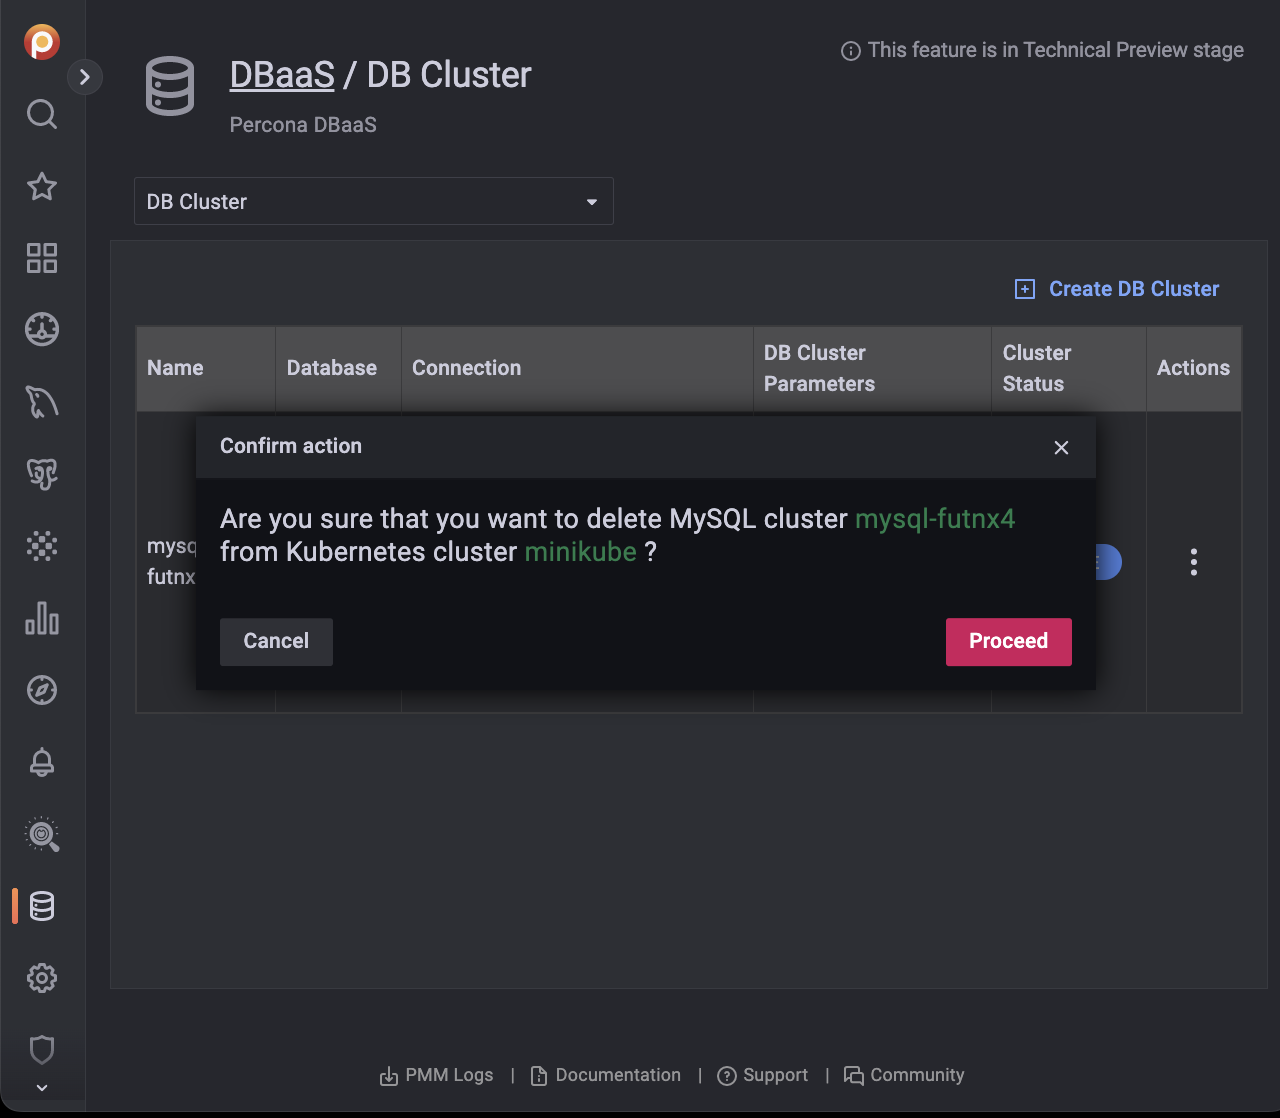 This feature is in Technical Preview stage
DBaaS / DB Cluster
Percona DBaaS
DB Cluster
Create DB Cluster
Name
Database
Connection
DB Cluster
Parameters
Cluster
Status
Actions
Confirm action
Are you sure that you want to delete MySQL cluster mysql-futnx4
from Kubernetes cluster minikube ?
mysq
futnx
Cancel
Proceed
PMM Logs | Documentation | Support | Community